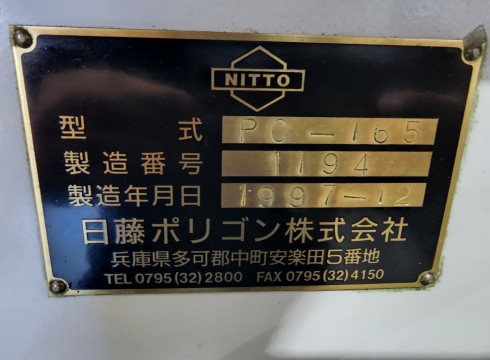 NITTO
型式 PC-165
製造番号 1194
製造年月日 1997-12
日藤ポリゴン株式会社
兵庫県多可郡中町安楽田5番地
TEL 0795(32)2800 FAX 0795(32)4150